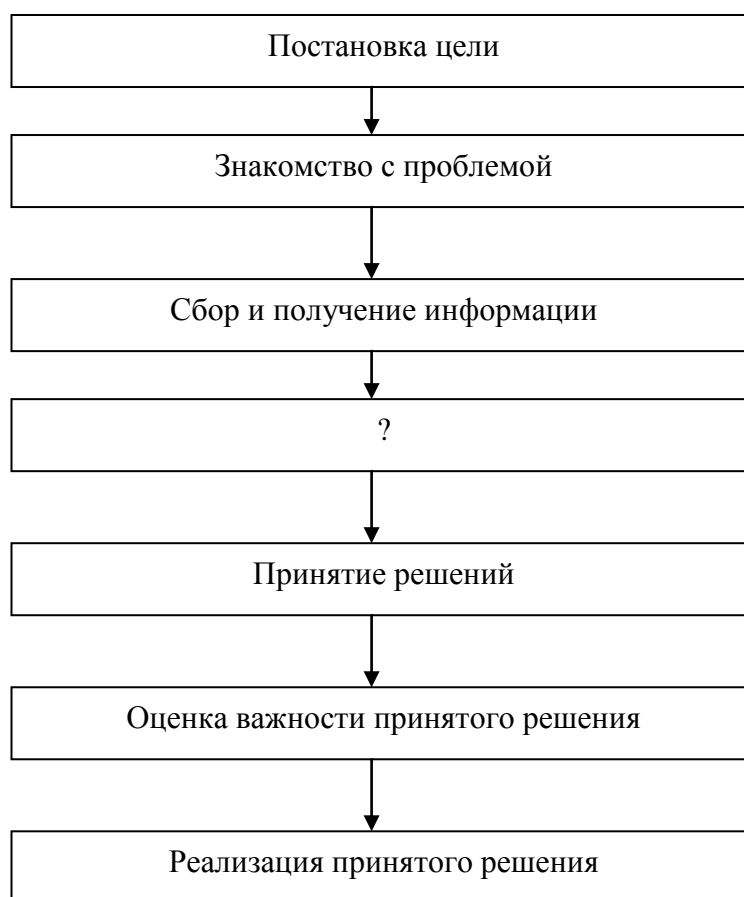 Постановка цели
Знакомство с проблемой
Сбор и получение информации
?
Принятие решений
Оценка важности принятого решения
Реализация принятого решения